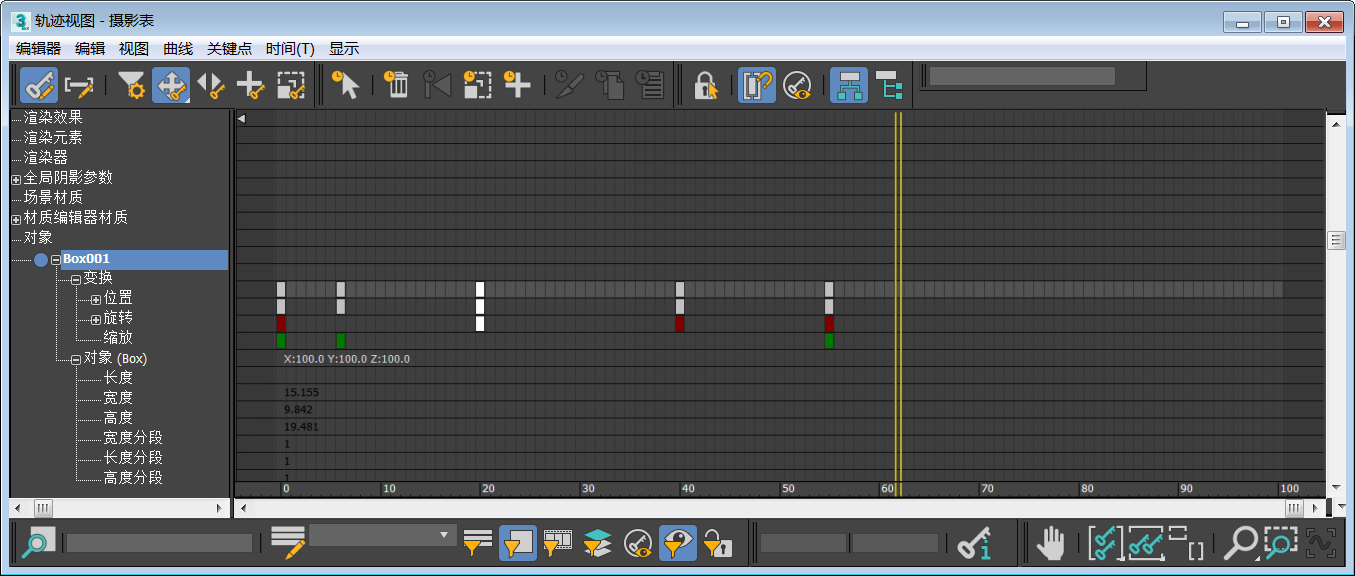 轨迹视图 - 摄影表
编辑器 编辑 视图 曲线 关键点 时间(T) 显示
渲染效果
渲染元素
渲染器
全局阴影参数
场景材质
材质编辑器材质
对象
Box001
变换
位置
旋转
缩放
对象 (Box)
长度
宽度
高度
宽度分段
长度分段
高度分段
X:100.0 Y:100.0 Z:100.0
15.155
9.842
19.481
1
1
1
0 10 20 30 40 50 60 70 80 90 100